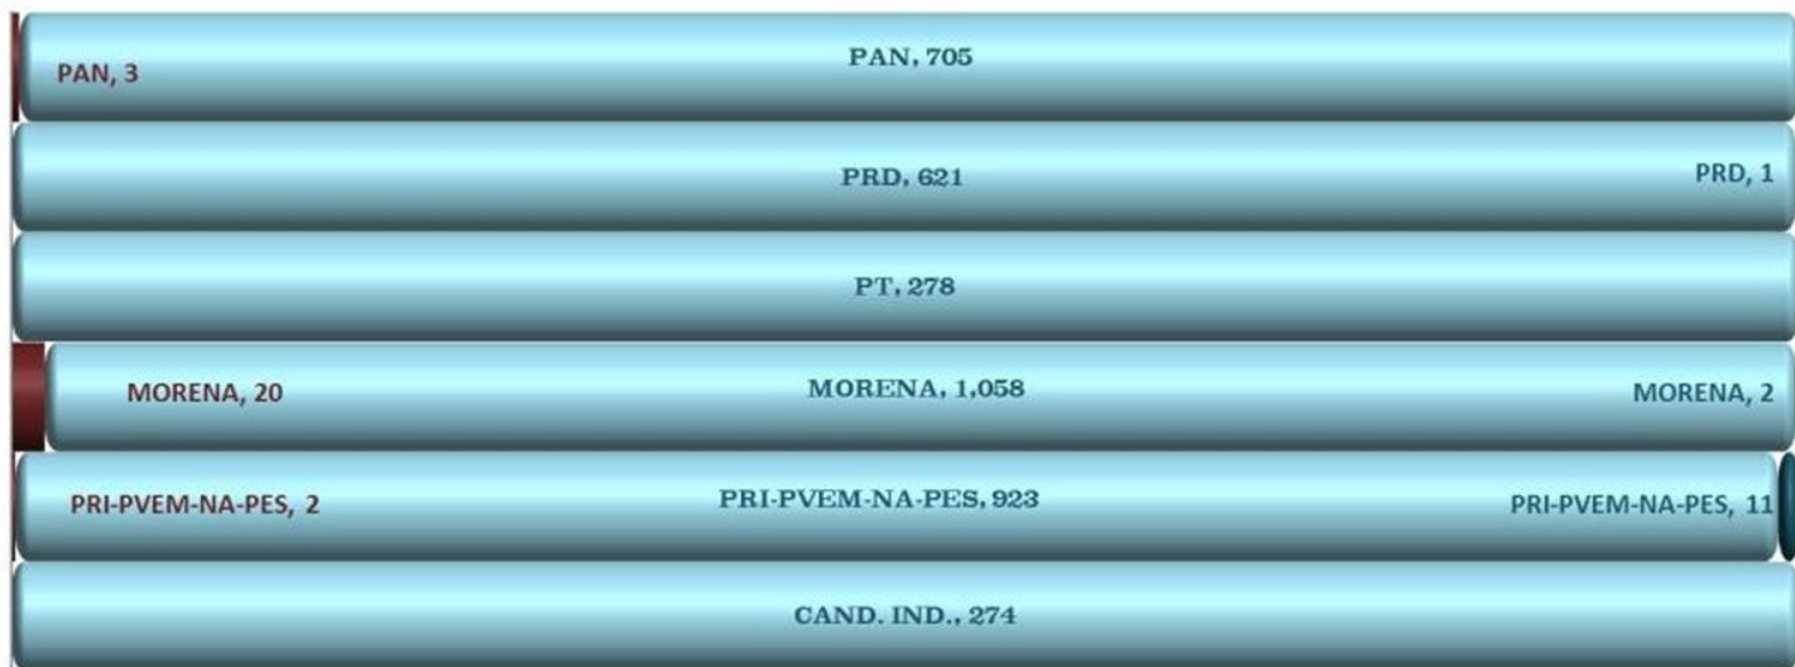 PAN, 3
PAN, 705
PRD, 621
PRD, 1
PT, 278
MORENA, 20
MORENA, 1,058
MORENA, 2
PRI-PVEM-NA-PES, 2
PRI-PVEM-NA-PES, 923
PRI-PVEM-NA-PES, 11
CAND. IND., 274